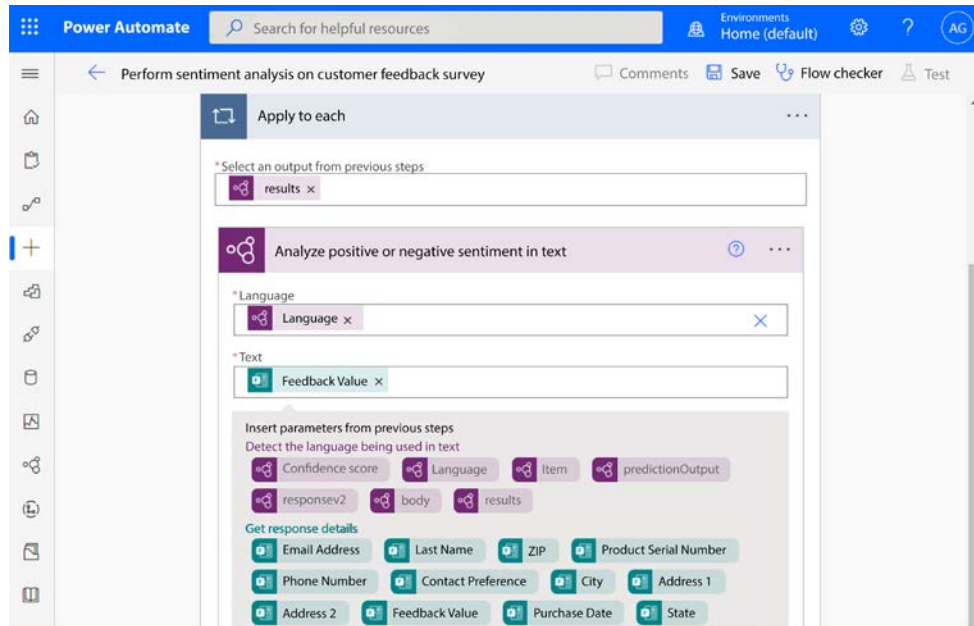 Power Automate
Search for helpful resources
Environments
Home (default)
?
AG
Perform sentiment analysis on customer feedback survey
Comments
Save
Flow checker
Test
Apply to each
...
*Select an output from previous steps
results ×
Analyze positive or negative sentiment in text
?
...
*Language
Language ×
*Text
Feedback Value ×
Insert parameters from previous steps
Detect the language being used in text
Confidence score Language Item predictionOutput
responsev2 body results
Get response details
Email Address Last Name ZIP Product Serial Number
Phone Number Contact Preference City Address 1
Address 2 Feedback Value Purchase Date State